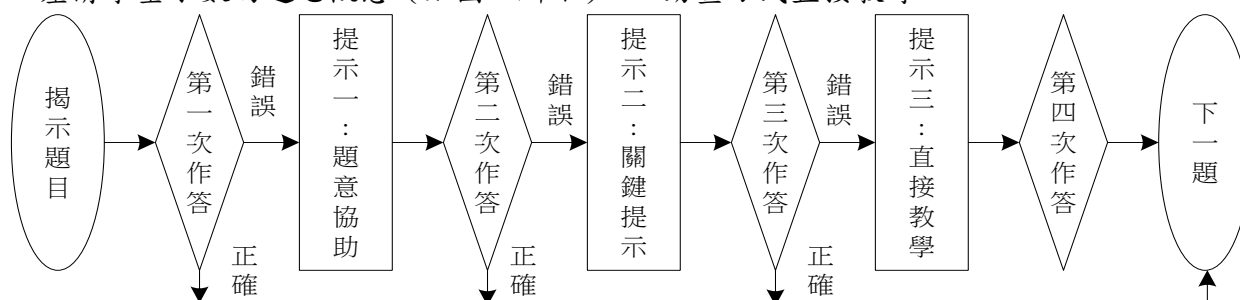 揭示題目
第一次作答
錯誤
正確
提示一：題意協助
第二次作答
錯誤
正確
提示二：關鍵提示
第三次作答
錯誤
正確
提示三：直接教學
第四次作答
下一題